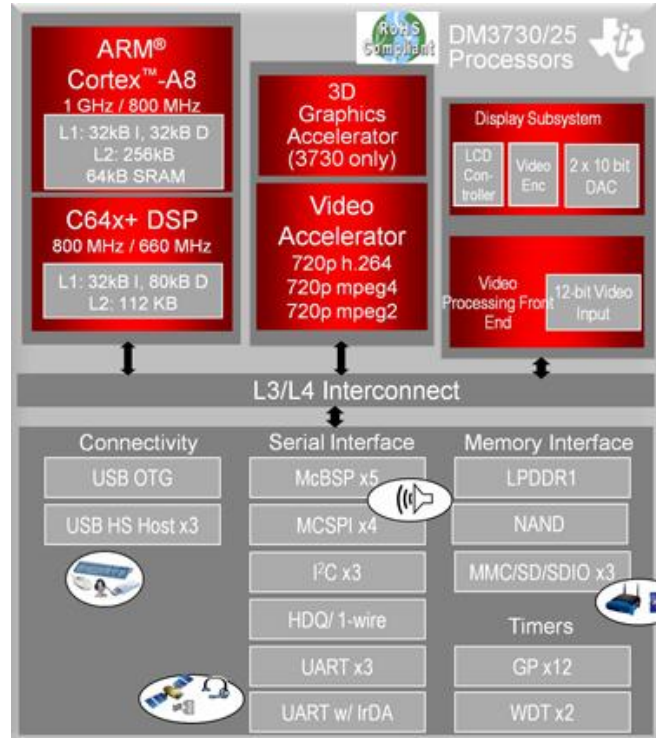 RoHS
Compliant
DM3730/25
Processors
ARM®
Cortex™-A8
1 GHz / 800 MHz
L1: 32kB I, 32kB D
L2: 256kB
64kB SRAM
C64x+ DSP
800 MHz / 660 MHz
L1: 32kB I, 80kB D
L2: 112 KB
3D
Graphics
Accelerator
(3730 only)
Video
Accelerator
720p h.264
720p mpeg4
720p mpeg2
Display Subsystem
LCD
Con-
troller
Video
Enc
2 x 10 bit
DAC
Video
Processing Front
End
12-bit Video
Input
L3/L4 Interconnect
Connectivity
USB OTG
USB HS Host x3
Serial Interface
McBSP x5
MCSPI x4
I²C x3
HDQ/ 1-wire
UART x3
UART w/ IrDA
Memory Interface
LPDDR1
NAND
MMC/SD/SDIO x3
Timers
GP x12
WDT x2